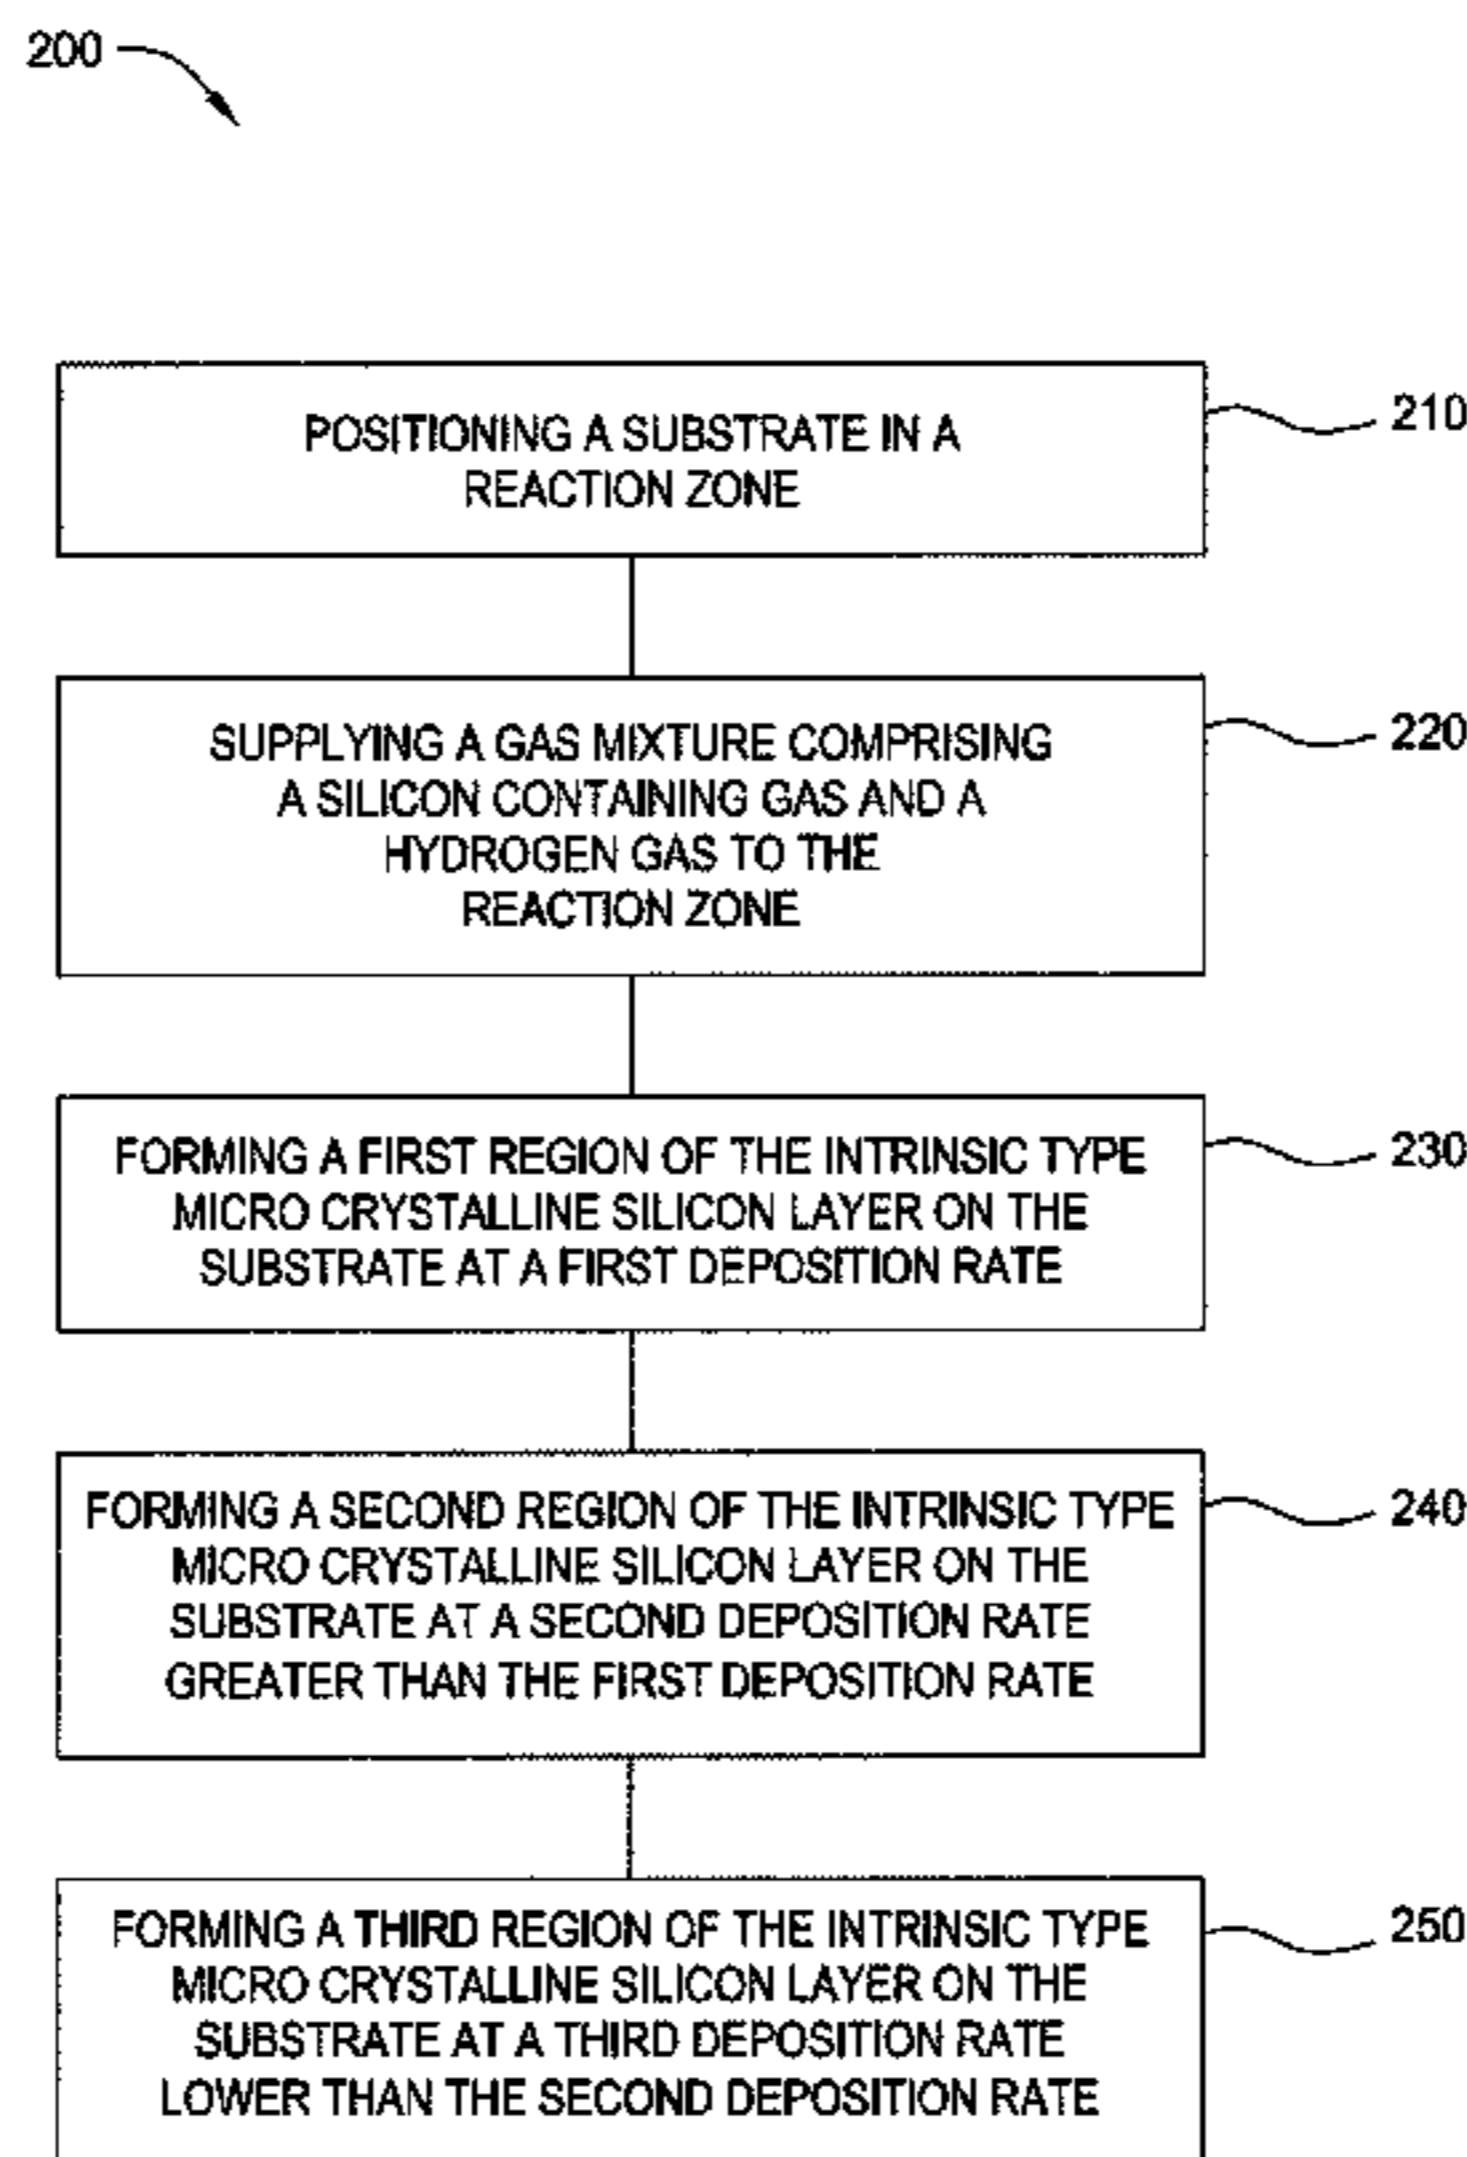 200
POSITIONING A SUBSTRATE IN A
REACTION ZONE
210
SUPPLYING A GAS MIXTURE COMPRISING
A SILICON CONTAINING GAS AND A
HYDROGEN GAS TO THE
REACTION ZONE
220
FORMING A FIRST REGION OF THE INTRINSIC TYPE
MICRO CRYSTALLINE SILICON LAYER ON THE
SUBSTRATE AT A FIRST DEPOSITION RATE
230
FORMING A SECOND REGION OF THE INTRINSIC TYPE
MICRO CRYSTALLINE SILICON LAYER ON THE
SUBSTRATE AT A SECOND DEPOSITION RATE
GREATER THAN THE FIRST DEPOSITION RATE
240
FORMING A THIRD REGION OF THE INTRINSIC TYPE
MICRO CRYSTALLINE SILICON LAYER ON THE
SUBSTRATE AT A THIRD DEPOSITION RATE
LOWER THAN THE SECOND DEPOSITION RATE
250